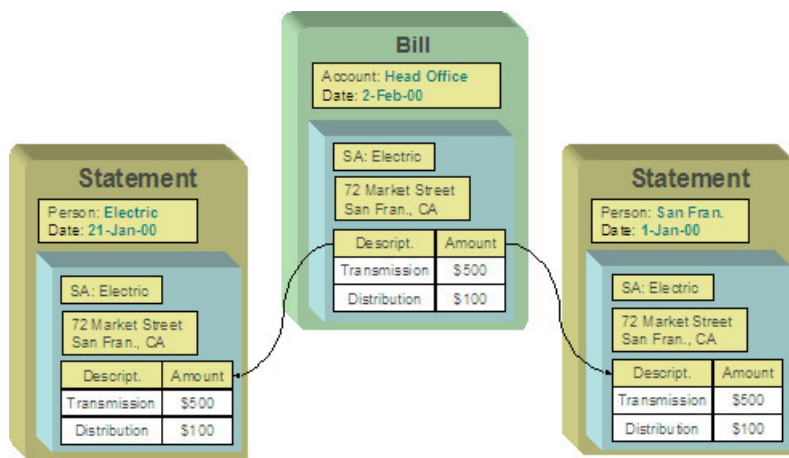 Bill
Account: Head Office
Date: 2-Feb-00
SA: Electric
72 Market Street
San Fran., CA
Descript. Amount
Transmission $500
Distribution $100
Statement
Person: Electric
Date: 21-Jan-00
SA: Electric
72 Market Street
San Fran., CA
Descript. Amount
Transmission $500
Distribution $100
Statement
Person: San Fran.
Date: 1-Jan-00
SA: Electric
72 Market Street
San Fran., CA
Descript. Amount
Transmission $500
Distribution $100